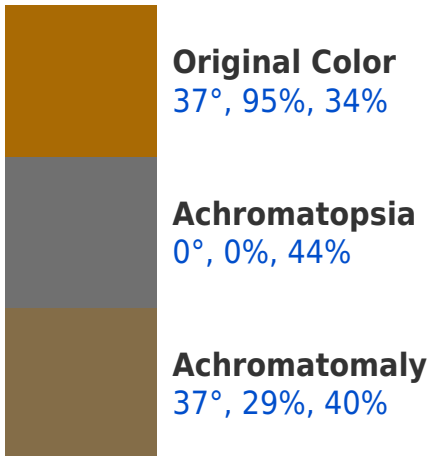 Original Color
37°, 95%, 34%
Achromatopsia
0°, 0%, 44%
Achromatomaly
37°, 29%, 40%